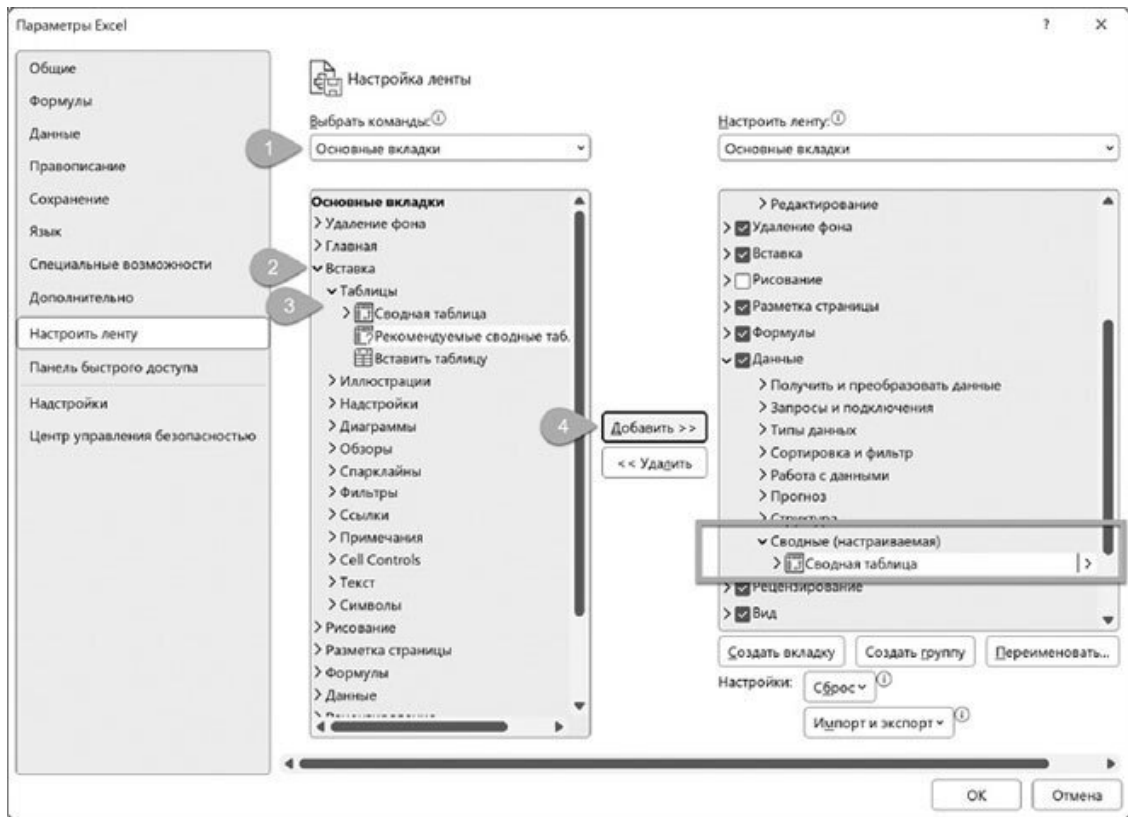 Параметры Excel
?
×
Общие
Формулы
Данные
Правописание
Сохранение
Язык
Специальные возможности
Дополнительно
Настроить ленту
Панель быстрого доступа
Надстройки
Центр управления безопасностью
Настройка ленты
Выбрать команды:
1
Основные вкладки
Основные вкладки
Удаление фона
Главная
2
Вставка
Таблицы
3
Сводная таблица
Рекомендуемые сводные таб.
Вставить таблицу
Иллюстрации
Надстройки
Диаграммы
Обзоры
Спарклайны
Фильтры
Ссылки
Примечания
Cell Controls
Текст
Символы
Рисование
Разметка страницы
Формулы
Данные
4
Добавить >>
<< Удалить
Настроить ленту:
Основные вкладки
Редактирование
Удаление фона
Вставка
Рисование
Разметка страницы
Формулы
Данные
Получить и преобразовать данные
Запросы и подключения
Типы данных
Сортировка и фильтр
Работа с данными
Прогноз
Структура
Сводные (настраиваемая)
Сводная таблица
Рецензирование
Вид
Создать вкладку
Создать группу
Переименовать...
Настройки:
Сброс
Импорт и экспорт
ОК
Отмена